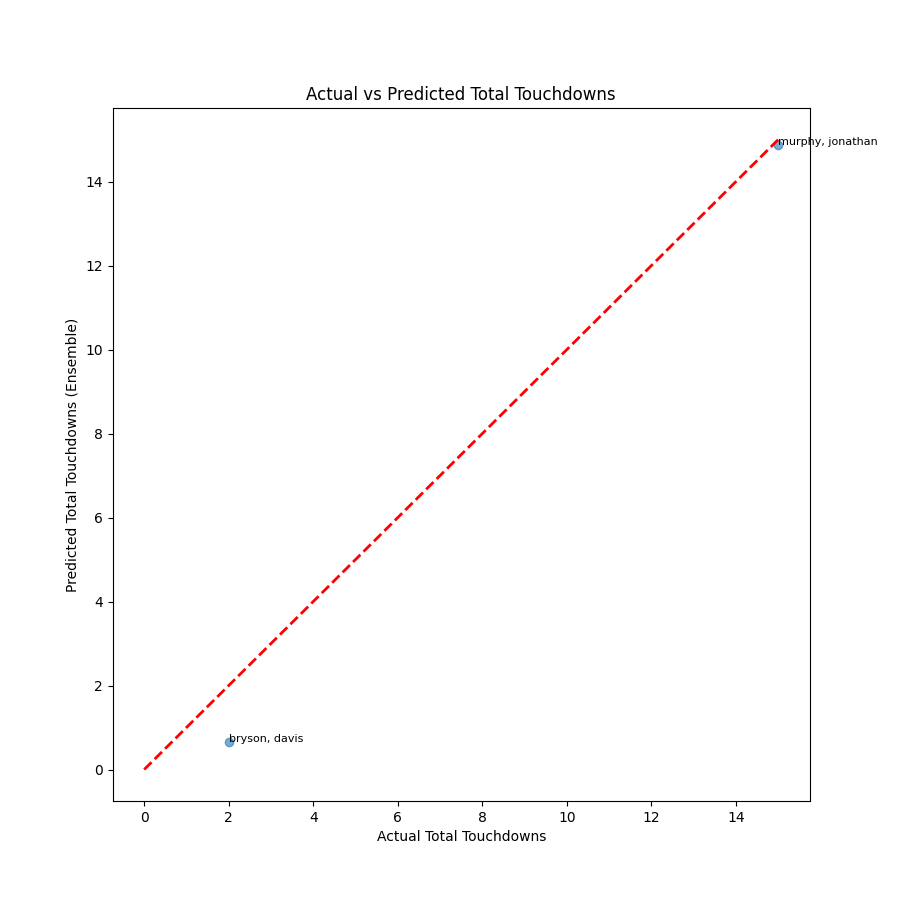 Actual vs Predicted Total Touchdowns
murphy, jonathan
14
12
10
8
6
4
2
0
Predicted Total Touchdowns (Ensemble)
bryson, davis
0 2 4 6 8 10 12 14
Actual Total Touchdowns